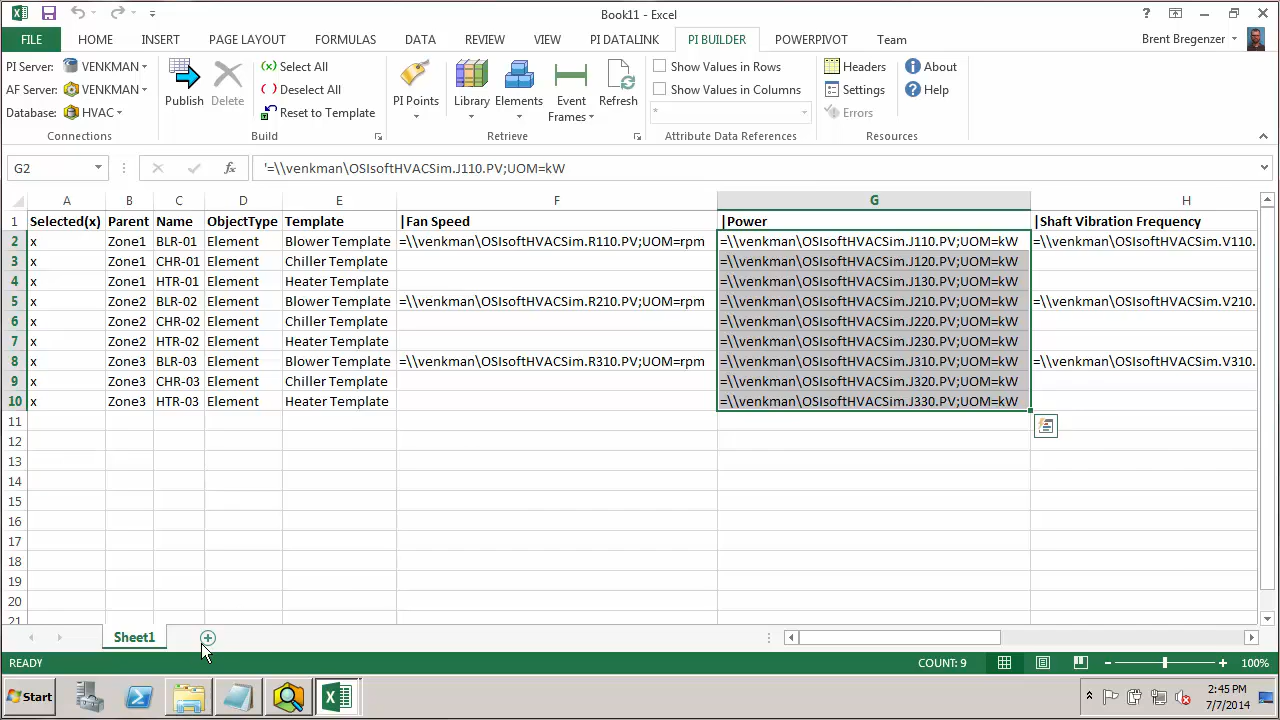 Book11 - Excel
FILE HOME INSERT PAGE LAYOUT FORMULAS DATA REVIEW VIEW PI DATALINK PI BUILDER POWERPIVOT Team Brent Bregenzer
PI Server: VENKMAN
AF Server: VENKMAN
Database: HVAC
Connections
Publish
Delete
Select All
Deselect All
Reset to Template
Build
PI Points
Library
Elements
Event Frames
Refresh
Retrieve
Show Values in Rows
Show Values in Columns
*
Attribute Data References
Headers
Settings
Errors
About
Help
Resources
G2 fx '=\\venkman\OSIsoftHVACSim.J110.PV;UOM=kW
A B C D E F G H
1 Selected(x) Parent Name ObjectType Template |Fan Speed |Power |Shaft Vibration Frequency
2 x Zone1 BLR-01 Element Blower Template =\\venkman\OSIsoftHVACSim.R110.PV;UOM=rpm =\\venkman\OSIsoftHVACSim.J110.PV;UOM=kW =\\venkman\OSIsoftHVACSim.V110.
3 x Zone1 CHR-01 Element Chiller Template =\\venkman\OSIsoftHVACSim.J120.PV;UOM=kW
4 x Zone1 HTR-01 Element Heater Template =\\venkman\OSIsoftHVACSim.J130.PV;UOM=kW
5 x Zone2 BLR-02 Element Blower Template =\\venkman\OSIsoftHVACSim.R210.PV;UOM=rpm =\\venkman\OSIsoftHVACSim.J210.PV;UOM=kW =\\venkman\OSIsoftHVACSim.V210.
6 x Zone2 CHR-02 Element Chiller Template =\\venkman\OSIsoftHVACSim.J220.PV;UOM=kW
7 x Zone2 HTR-02 Element Heater Template =\\venkman\OSIsoftHVACSim.J230.PV;UOM=kW
8 x Zone3 BLR-03 Element Blower Template =\\venkman\OSIsoftHVACSim.R310.PV;UOM=rpm =\\venkman\OSIsoftHVACSim.J310.PV;UOM=kW =\\venkman\OSIsoftHVACSim.V310.
9 x Zone3 CHR-03 Element Chiller Template =\\venkman\OSIsoftHVACSim.J320.PV;UOM=kW
10 x Zone3 HTR-03 Element Heater Template =\\venkman\OSIsoftHVACSim.J330.PV;UOM=kW
11
12
13
14
15
16
17
18
19
20
21
Sheet1
READY COUNT: 9 100%
Start 2:45 PM
7/7/2014